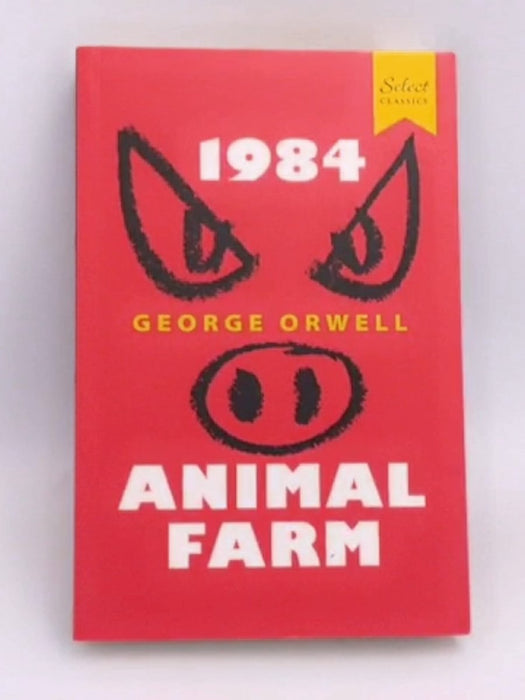 Select
CLASSICS
1984
GEORGE ORWELL
ANIMAL
FARM